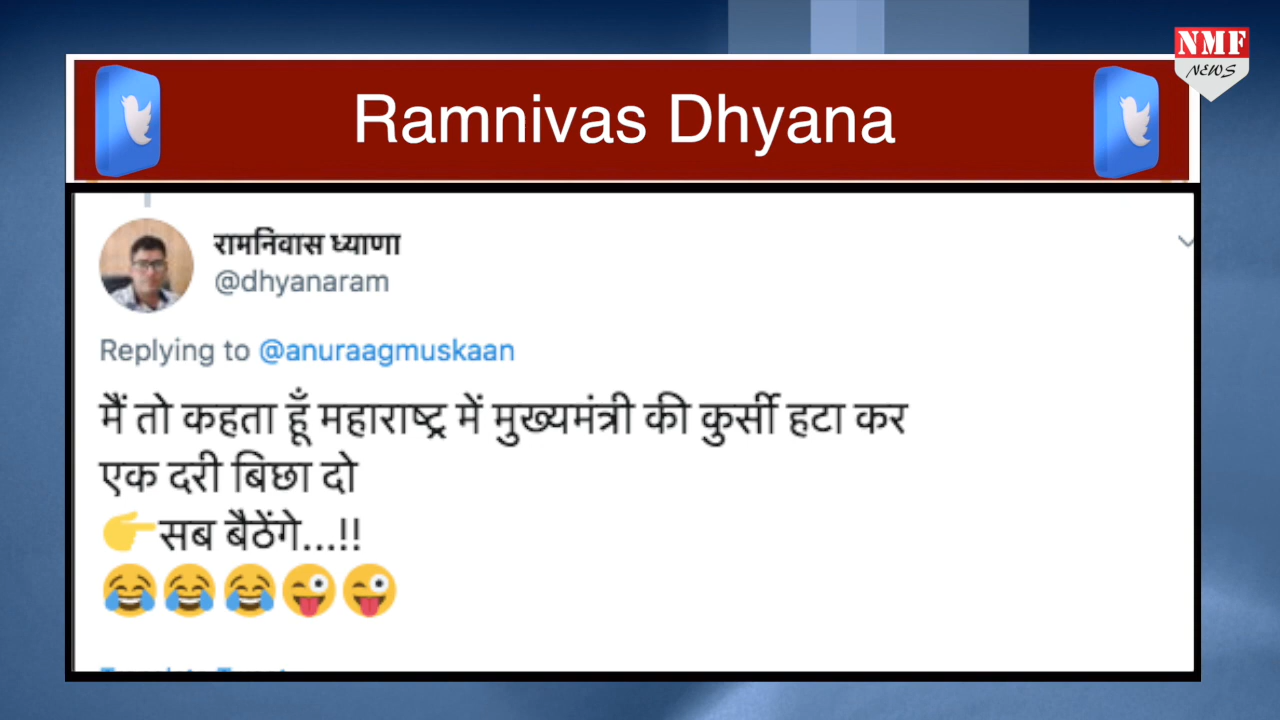 NMF
NEWS
Ramnivas Dhyana
रामनिवास ध्याणा
@dhyanaram
Replying to @anuraagmuskaan
मैं तो कहता हूँ महाराष्ट्र में मुख्यमंत्री की कुर्सी हटा कर
एक दरी बिछा दो
👉सब बैठेंगे...!!
😂😂😂😜😜